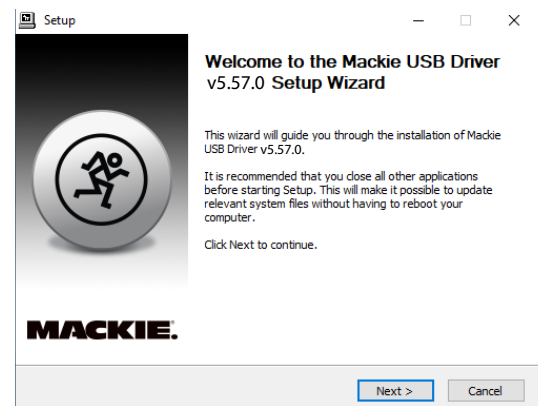 Setup
Welcome to the Mackie USB Driver
v5.57.0 Setup Wizard
This wizard will guide you through the installation of Mackie
USB Driver v5.57.0.
It is recommended that you close all other applications
before starting Setup. This will make it possible to update
relevant system files without having to reboot your
computer.
Click Next to continue.
MACKIE.
Next >
Cancel